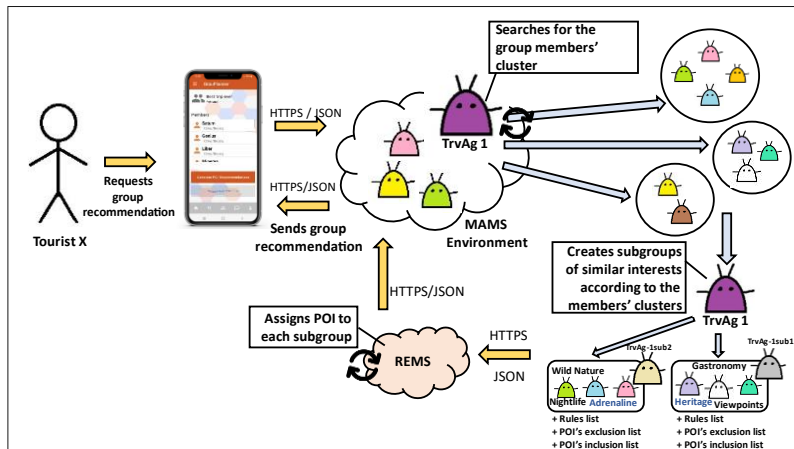 Searches for the
group members'
cluster
HTTPS / JSON
TrvAg 1
Requests
group
recommendation
HTTPS/JSON
Sends group
recommendation
MAMS
Environment
Tourist X
Creates subgroups
of similar interests
according to the
members' clusters
TrvAg 1
HTTPS/JSON
Assigns POI to
each subgroup
REMS
HTTPS
JSON
TrvAg-1sub2
TrvAg-1sub1
Wild Nature
Nightlife
Adrenaline
Gastronomy
Heritage
Viewpoints
+ Rules list
+ POI's exclusion list
+ POI's inclusion list
+ Rules list
+ POI's exclusion list
+ POI's inclusion list